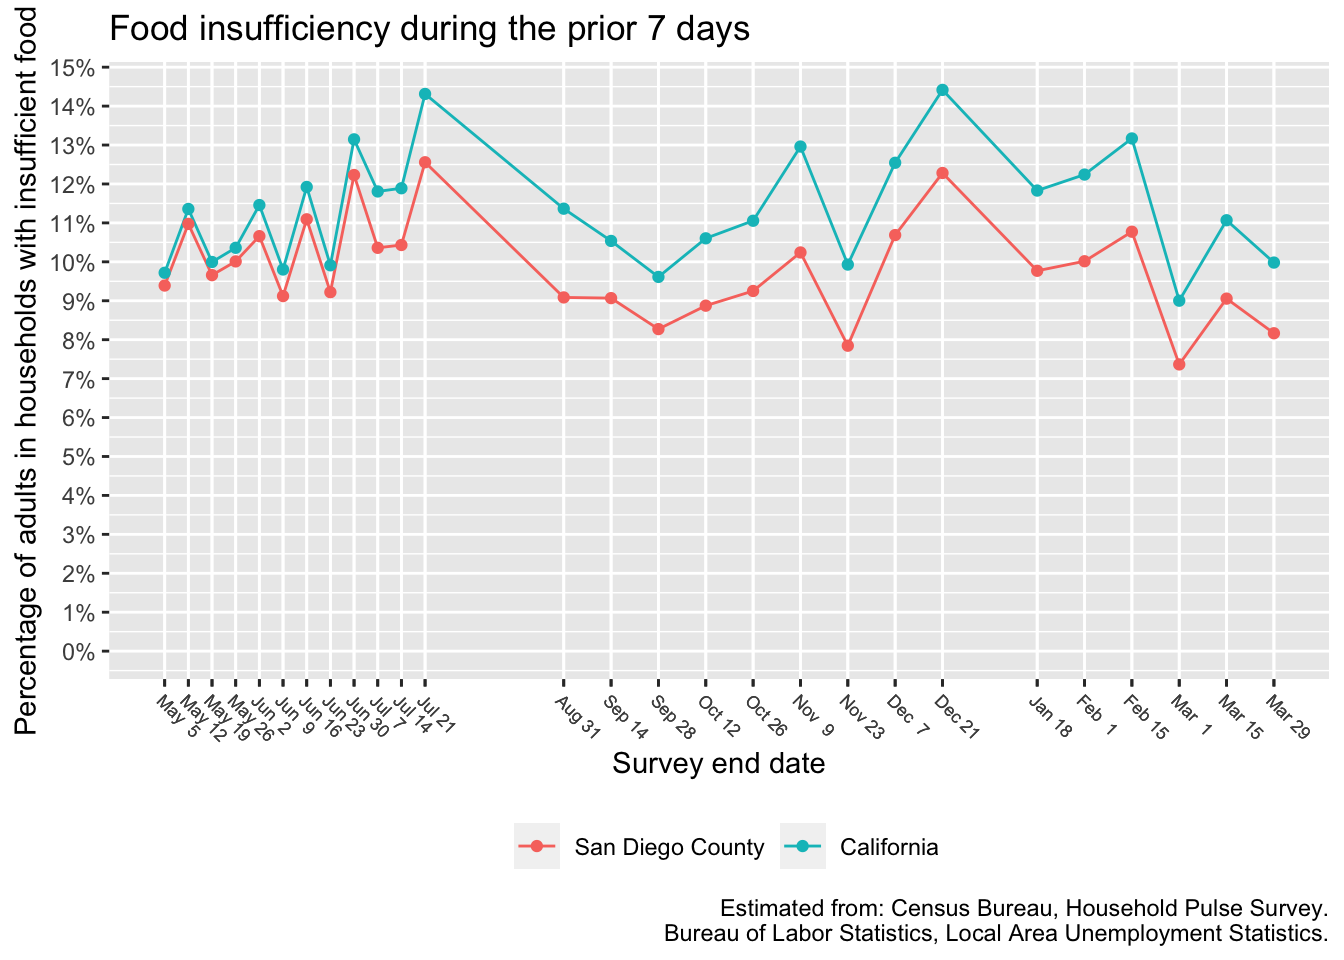 Food insufficiency during the prior 7 days
Percentage of adults in households with insufficient food
15%
14%
13%
12%
11%
10%
9%
8%
7%
6%
5%
4%
3%
2%
1%
0%
May 5
May 12
May 19
May 26
Jun 2
Jun 9
Jun 16
Jun 23
Jun 30
Jul 7
Jul 14
Jul 21
Aug 31
Sep 14
Sep 28
Oct 12
Oct 26
Nov 9
Nov 23
Dec 7
Dec 21
Jan 18
Feb 1
Feb 15
Mar 1
Mar 15
Mar 29
Survey end date
San Diego County
California
Estimated from: Census Bureau, Household Pulse Survey.
Bureau of Labor Statistics, Local Area Unemployment Statistics.